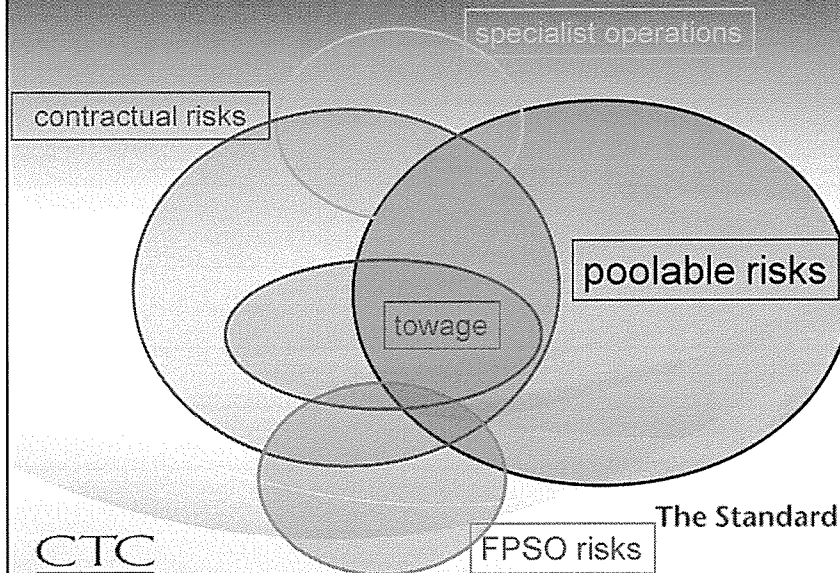 specialist operations
contractual risks
poolable risks
towage
The Standard
FPSO risks
CTC